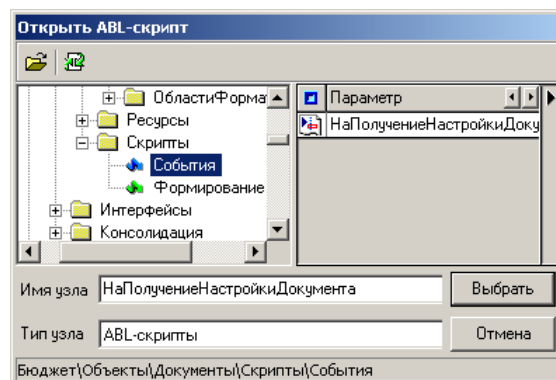 Открыть ABL-скрипт
ОбластиФорма
Параметр
Ресурсы
НаПолучениеНастройкиДоку
Скрипты
События
Формирование
Интерфейсы
Консолидация
Имя узла НаПолучениеНастройкиДокумента Выбрать
Тип узла ABL-скрипты Отмена
Бюджет\Объекты\Документы\Скрипты\События